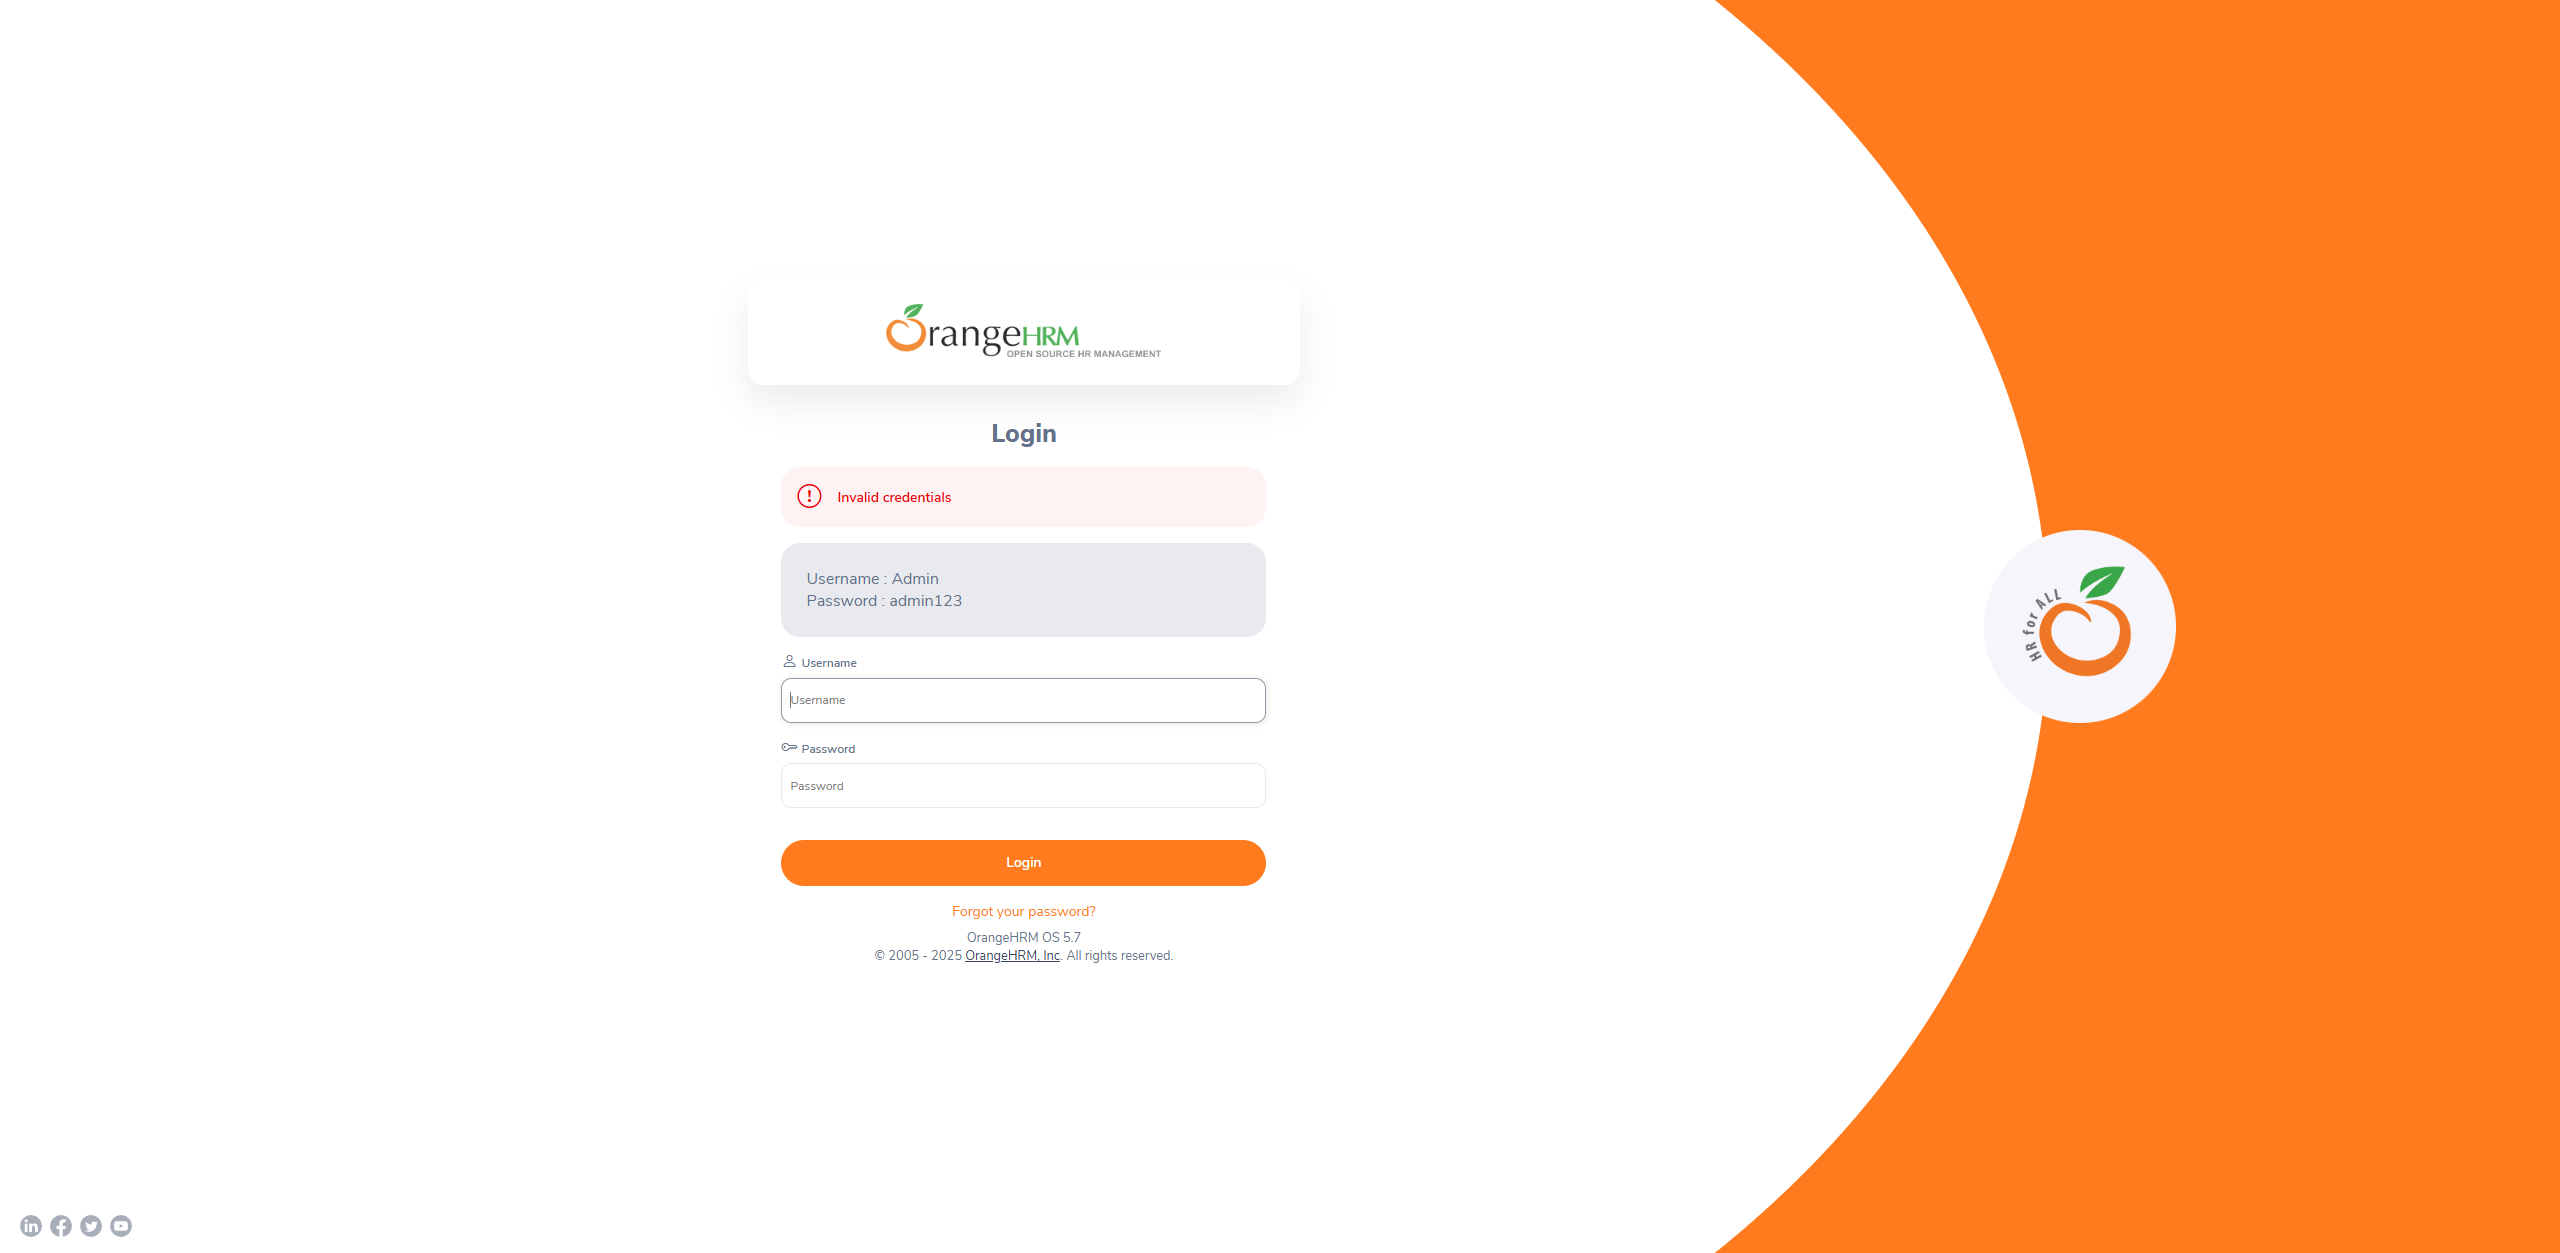 OrangeHRM
OPEN SOURCE HR MANAGEMENT
Login
Invalid credentials
Username : Admin
Password : admin123
Username
Username
Password
Password
Login
Forgot your password?
OrangeHRM OS 5.7
© 2005 - 2025 OrangeHRM, Inc. All rights reserved.
HR for ALL
in